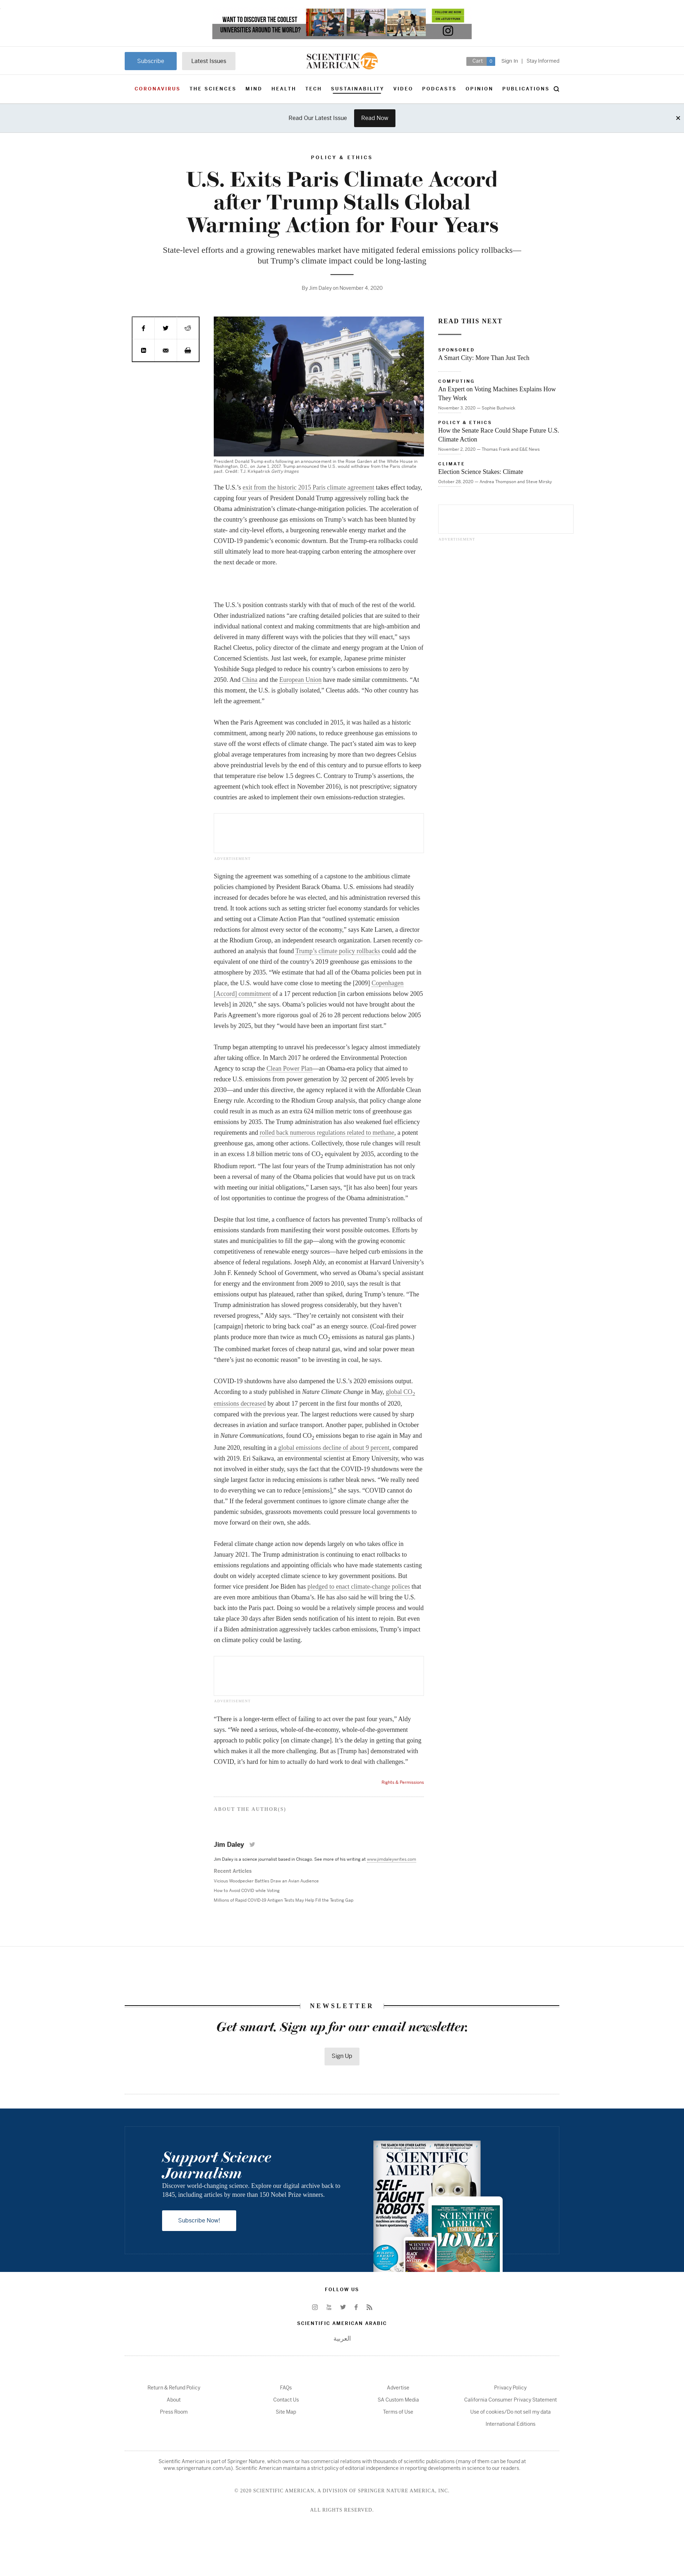 WANT TO DISCOVER THE COOLEST
UNIVERSITIES AROUND THE WORLD?
FOLLOW BIG NOW
ON @FUTUREPIONS
Subscribe
Latest Issues
SCIENTIFIC
AMERICAN
175
Cart 0
Sign In | Stay Informed
CORONAVIRUS THE SCIENCES MIND HEALTH TECH SUSTAINABILITY VIDEO PODCASTS OPINION PUBLICATIONS
Read Our Latest Issue
Read Now
POLICY & ETHICS
U.S. Exits Paris Climate Accord
after Trump Stalls Global
Warming Action for Four Years
State-level efforts and a growing renewables market have mitigated federal emissions policy rollbacks—
but Trump’s climate impact could be long-lasting
By Jim Daley on November 4, 2020
President Donald Trump exits following an announcement in the Rose Garden at the White House in
Washington, D.C., on June 1, 2017. Trump announced the U.S. would withdraw from the Paris climate
pact. Credit: T.J. Kirkpatrick Getty Images
The U.S.’s exit from the historic 2015 Paris climate agreement takes effect today,
capping four years of President Donald Trump aggressively rolling back the
Obama administration’s climate-change-mitigation policies. The acceleration of
the country’s greenhouse gas emissions on Trump’s watch has been blunted by
state- and city-level efforts, a burgeoning renewable energy market and the
COVID-19 pandemic’s economic downturn. But the Trump-era rollbacks could
still ultimately lead to more heat-trapping carbon entering the atmosphere over
the next decade or more.
READ THIS NEXT
SPONSORED
A Smart City: More Than Just Tech
COMPUTING
An Expert on Voting Machines Explains How
They Work
November 3, 2020 — Sophie Bushwick
POLICY & ETHICS
How the Senate Race Could Shape Future U.S.
Climate Action
November 2, 2020 — Thomas Frank and E&E News
CLIMATE
Election Science Stakes: Climate
October 28, 2020 — Andrea Thompson and Steve Mirsky
ADVERTISEMENT
The U.S.’s position contrasts starkly with that of much of the rest of the world.
Other industrialized nations “are crafting detailed policies that are suited to their
individual national context and making commitments that are high-ambition and
delivered in many different ways with the policies that they will enact,” says
Rachel Cleetus, policy director of the climate and energy program at the Union of
Concerned Scientists. Just last week, for example, Japanese prime minister
Yoshihide Suga pledged to reduce his country’s carbon emissions to zero by
2050. And China and the European Union have made similar commitments. “At
this moment, the U.S. is globally isolated,” Cleetus adds. “No other country has
left the agreement.”
When the Paris Agreement was concluded in 2015, it was hailed as a historic
commitment, among nearly 200 nations, to reduce greenhouse gas emissions to
stave off the worst effects of climate change. The pact’s stated aim was to keep
global average temperatures from increasing by more than two degrees Celsius
above preindustrial levels by the end of this century and to pursue efforts to keep
that temperature rise below 1.5 degrees C. Contrary to Trump’s assertions, the
agreement (which took effect in November 2016), is not prescriptive; signatory
countries are asked to implement their own emissions-reduction strategies.
ADVERTISEMENT
Signing the agreement was something of a capstone to the ambitious climate
policies championed by President Barack Obama. U.S. emissions had steadily
increased for decades before he was elected, and his administration reversed this
trend. It took actions such as setting stricter fuel economy standards for vehicles
and setting out a Climate Action Plan that “outlined systematic emission
reductions for almost every sector of the economy,” says Kate Larsen, a director
at the Rhodium Group, an independent research organization. Larsen recently co-
authored an analysis that found Trump’s climate policy rollbacks could add the
equivalent of one third of the country’s 2019 greenhouse gas emissions to the
atmosphere by 2035. “We estimate that had all of the Obama policies been put in
place, the U.S. would have come close to meeting the [2009] Copenhagen
[Accord] commitment of a 17 percent reduction [in carbon emissions below 2005
levels] in 2020,” she says. Obama’s policies would not have brought about the
Paris Agreement’s more rigorous goal of 26 to 28 percent reductions below 2005
levels by 2025, but they “would have been an important first start.”
Trump began attempting to unravel his predecessor’s legacy almost immediately
after taking office. In March 2017 he ordered the Environmental Protection
Agency to scrap the Clean Power Plan—an Obama-era policy that aimed to
reduce U.S. emissions from power generation by 32 percent of 2005 levels by
2030—and under this directive, the agency replaced it with the Affordable Clean
Energy rule. According to the Rhodium Group analysis, that policy change alone
could result in as much as an extra 624 million metric tons of greenhouse gas
emissions by 2035. The Trump administration has also weakened fuel efficiency
requirements and rolled back numerous regulations related to methane, a potent
greenhouse gas, among other actions. Collectively, those rule changes will result
in an excess 1.8 billion metric tons of CO2 equivalent by 2035, according to the
Rhodium report. “The last four years of the Trump administration has not only
been a reversal of many of the Obama policies that would have put us on track
with meeting our initial obligations,” Larsen says, “[it has also been] four years
of lost opportunities to continue the progress of the Obama administration.”
Despite that lost time, a confluence of factors has prevented Trump’s rollbacks of
emissions standards from manifesting their worst possible outcomes. Efforts by
states and municipalities to fill the gap—along with the growing economic
competitiveness of renewable energy sources—have helped curb emissions in the
absence of federal regulations. Joseph Aldy, an economist at Harvard University’s
John F. Kennedy School of Government, who served as Obama’s special assistant
for energy and the environment from 2009 to 2010, says the result is that
emissions output has plateaued, rather than spiked, during Trump’s tenure. “The
Trump administration has slowed progress considerably, but they haven’t
reversed progress,” Aldy says. “They’re certainly not consistent with their
[campaign] rhetoric to bring back coal” as an energy source. (Coal-fired power
plants produce more than twice as much CO2 emissions as natural gas plants.)
The combined market forces of cheap natural gas, wind and solar power mean
“there’s just no economic reason” to be investing in coal, he says.
COVID-19 shutdowns have also dampened the U.S.’s 2020 emissions output.
According to a study published in Nature Climate Change in May, global CO2
emissions decreased by about 17 percent in the first four months of 2020,
compared with the previous year. The largest reductions were caused by sharp
decreases in aviation and surface transport. Another paper, published in October
in Nature Communications, found CO2 emissions began to rise again in May and
June 2020, resulting in a global emissions decline of about 9 percent, compared
with 2019. Eri Saikawa, an environmental scientist at Emory University, who was
not involved in either study, says the fact that the COVID-19 shutdowns were the
single largest factor in reducing emissions is rather bleak news. “We really need
to do everything we can to reduce [emissions],” she says. “COVID cannot do
that.” If the federal government continues to ignore climate change after the
pandemic subsides, grassroots movements could pressure local governments to
move forward on their own, she adds.
Federal climate change action now depends largely on who takes office in
January 2021. The Trump administration is continuing to enact rollbacks to
emissions regulations and appointing officials who have made statements casting
doubt on widely accepted climate science to key government positions. But
former vice president Joe Biden has pledged to enact climate-change polices that
are even more ambitious than Obama’s. He has also said he will bring the U.S.
back into the Paris pact. Doing so would be a relatively simple process and would
take place 30 days after Biden sends notification of his intent to rejoin. But even
if a Biden administration aggressively tackles carbon emissions, Trump’s impact
on climate policy could be lasting.
ADVERTISEMENT
“There is a longer-term effect of failing to act over the past four years,” Aldy
says. “We need a serious, whole-of-the-economy, whole-of-the-government
approach to public policy [on climate change]. It’s the delay in getting that going
which makes it all the more challenging. But as [Trump has] demonstrated with
COVID, it’s hard for him to actually do hard work to deal with challenges.”
Rights & Permissions
ABOUT THE AUTHOR(S)
Jim Daley
Jim Daley is a science journalist based in Chicago. See more of his writing at www.jimdaleywrites.com
Recent Articles
Vicious Woodpecker Battles Draw an Avian Audience
How to Avoid COVID while Voting
Millions of Rapid COVID-19 Antigen Tests May Help Fill the Testing Gap
NEWSLETTER
Get smart. Sign up for our email newsletter.
Sign Up
Support Science
Journalism
Discover world-changing science. Explore our digital archive back to
1845, including articles by more than 150 Nobel Prize winners.
Subscribe Now!
THE SEARCH FOR OTHER EARTHS
FUTURE OF REPRODUCTION
SCIENTIFIC
AMERICAN
SELF-
TAUGHT
ROBOTS
Artificially intelligent
machines are starting
SCIENTIFIC
AMERICAN
THE FUTURE OF
MONEY
FOLLOW US
SCIENTIFIC AMERICAN ARABIC
العربية
Return & Refund Policy
About
Press Room
FAQs
Contact Us
Site Map
Advertise
SA Custom Media
Terms of Use
Privacy Policy
California Consumer Privacy Statement
Use of cookies/Do not sell my data
International Editions
Scientific American is part of Springer Nature, which owns or has commercial relations with thousands of scientific publications (many of them can be found at
www.springernature.com/us). Scientific American maintains a strict policy of editorial independence in reporting developments in science to our readers.
© 2020 SCIENTIFIC AMERICAN, A DIVISION OF SPRINGER NATURE AMERICA, INC.
ALL RIGHTS RESERVED.